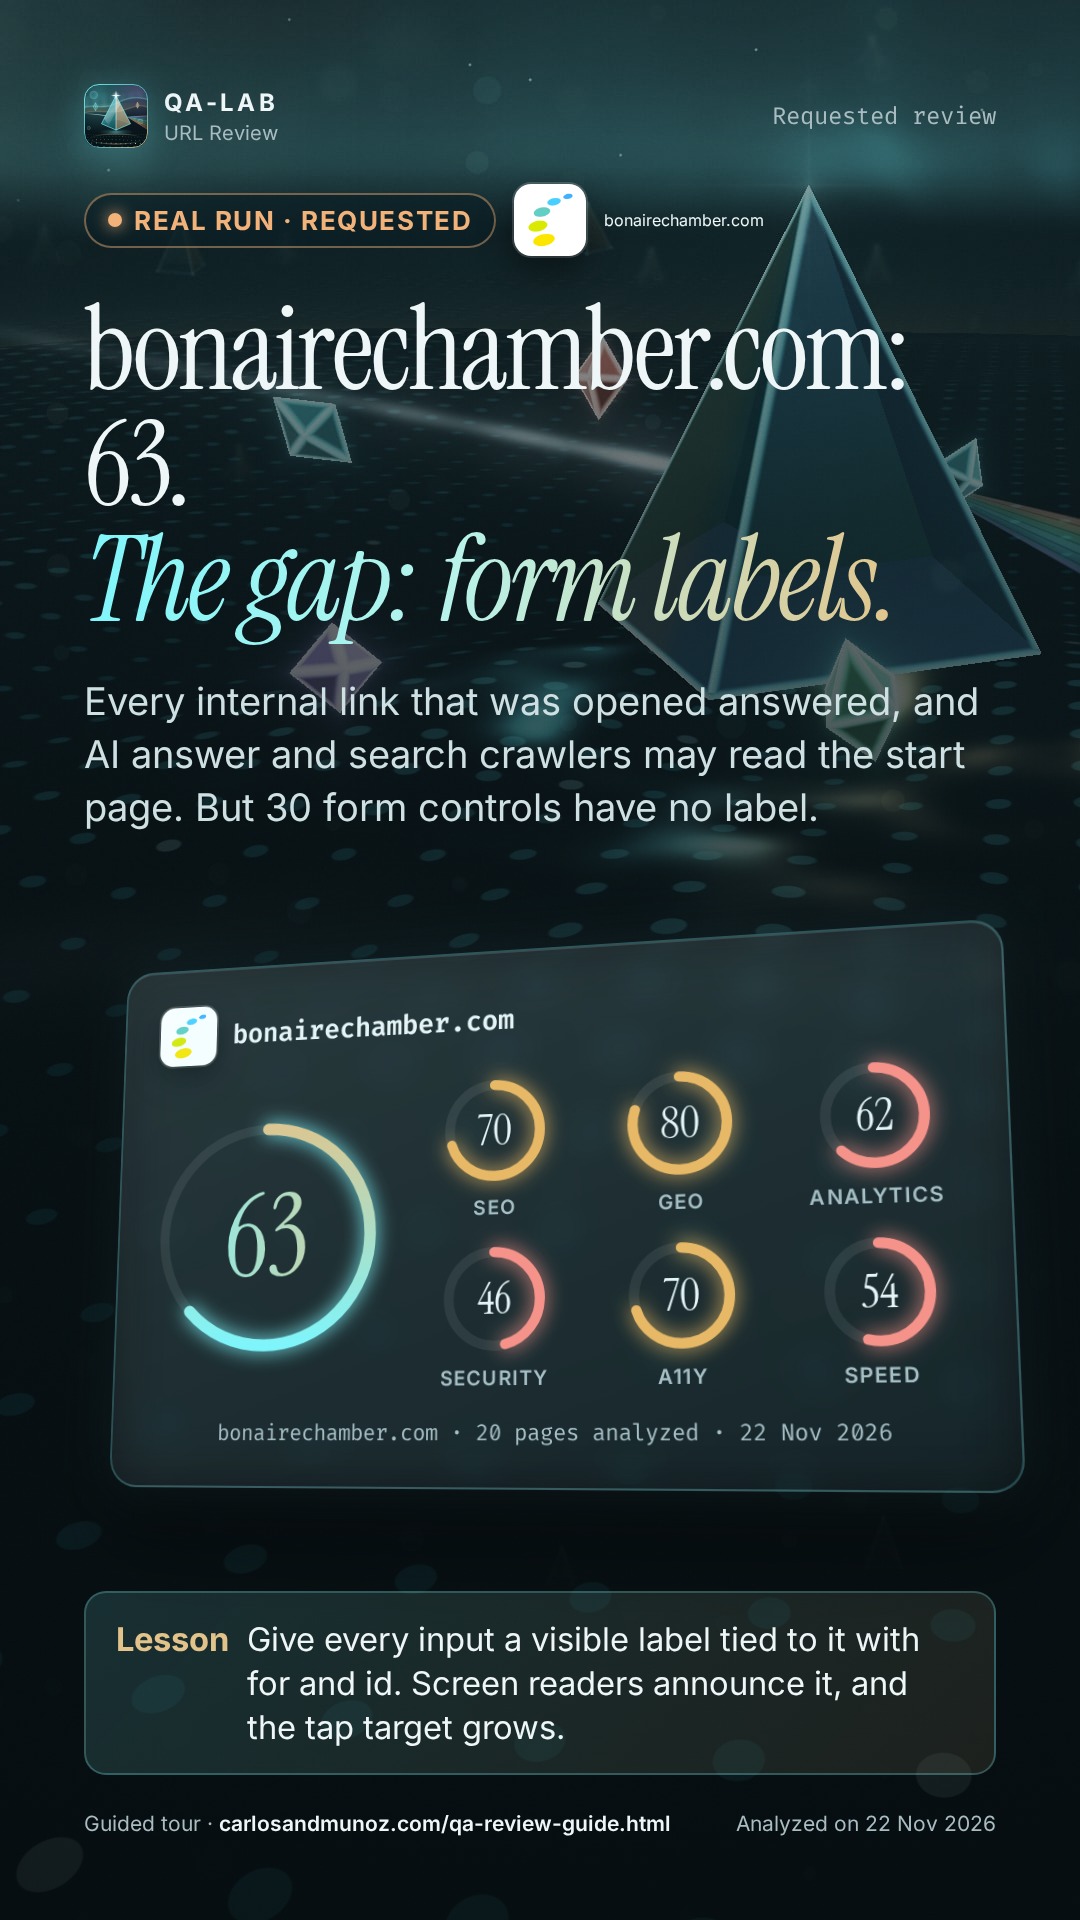 QA-LAB
URL Review
Requested review
REAL RUN · REQUESTED
bonairechamber.com
bonairechamber.com:
63.
The gap: form labels.
Every internal link that was opened answered, and
AI answer and search crawlers may read the start
page. But 30 form controls have no label.
bonairechamber.com
63
70
SEO
80
GEO
62
ANALYTICS
46
SECURITY
70
A11Y
54
SPEED
bonairechamber.com · 20 pages analyzed · 22 Nov 2026
Lesson Give every input a visible label tied to it with
for and id. Screen readers announce it, and
the tap target grows.
Guided tour · carlosandmunoz.com/qa-review-guide.html
Analyzed on 22 Nov 2026